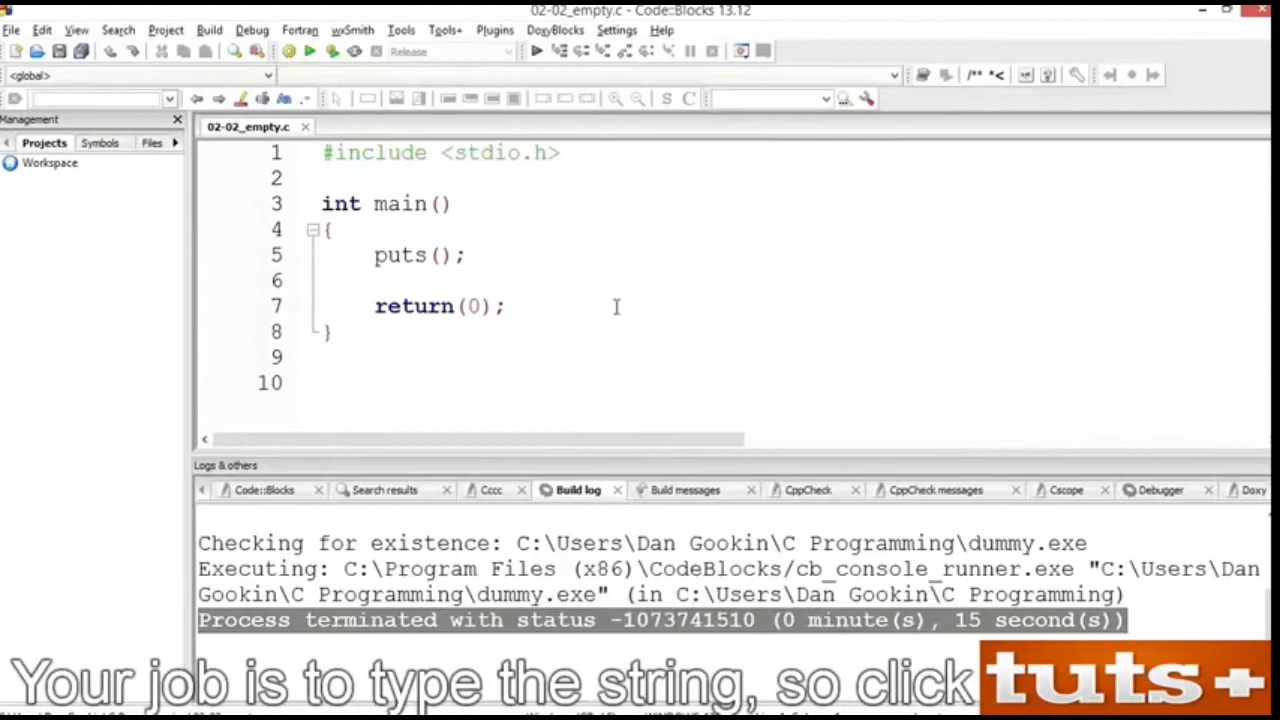 02-02_empty.c - Code::Blocks 13.12
File Edit View Search Project Build Debug Fortran wxSmith Tools Tools+ Plugins DoxyBlocks Settings Help
Release
<global>
/** *<
S C
Management
02-02_empty.c
Projects Symbols Files
Workspace
1 #include <stdio.h>
2
3 int main()
4 {
5 puts();
6
7 return(0);
8 }
9
10
Logs & others
Code::Blocks Search results Cccc Build log Build messages CppCheck CppCheck messages Cscope Debugger Doxy
Checking for existence: C:\Users\Dan Gookin\C Programming\dummy.exe
Executing: C:\Program Files (x86)\CodeBlocks/cb_console_runner.exe "C:\Users\Dan
Gookin\C Programming\dummy.exe" (in C:\Users\Dan Gookin\C Programming)
Process terminated with status -1073741510 (0 minute(s), 15 second(s))
Your job is to type the string, so click
tuts+